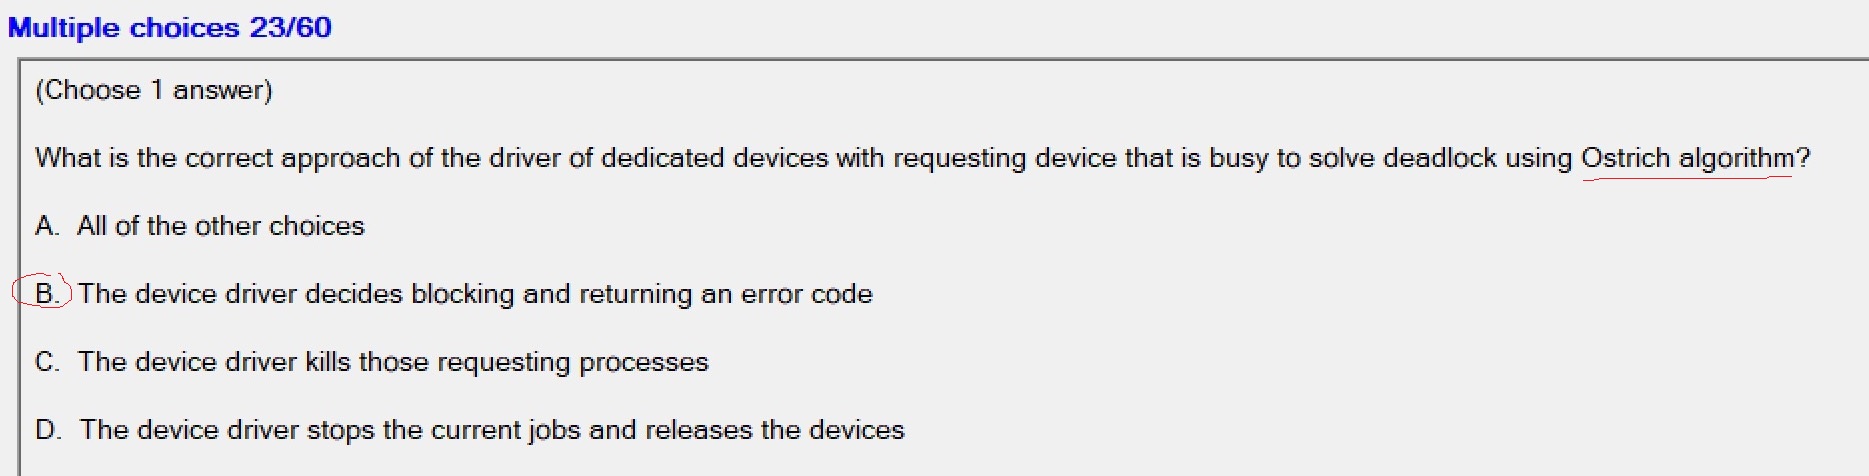 Multiple choices 23/60
(Choose 1 answer)
What is the correct approach of the driver of dedicated devices with requesting device that is busy to solve deadlock using Ostrich algorithm?
A. All of the other choices
B. The device driver decides blocking and returning an error code
C. The device driver kills those requesting processes
D. The device driver stops the current jobs and releases the devices